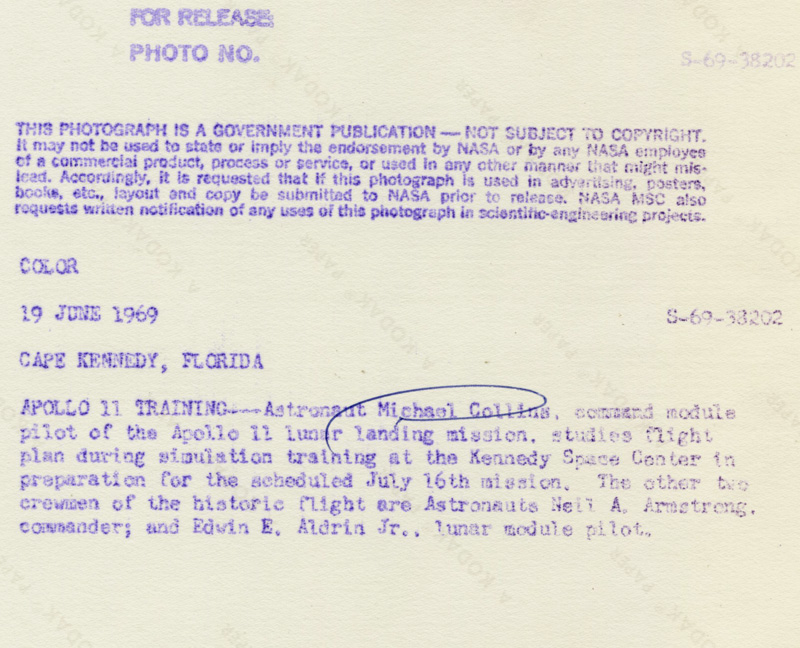 FOR RELEASE:
PHOTO NO.
S-69-38202
THIS PHOTOGRAPH IS A GOVERNMENT PUBLICATION — NOT SUBJECT TO COPYRIGHT.
It may not be used to state or imply the endorsement by NASA or by any NASA employee
of a commercial product, process or service, or used in any other manner that might mis-
lead. Accordingly, it is requested that if this photograph is used in advertising, posters,
books, etc., layout and copy be submitted to NASA prior to release. NASA MSC also
requests written notification of any uses of this photograph in scientific-engineering projects.
COLOR
19 JUNE 1969
S-69-38202
CAPE KENNEDY, FLORIDA
APOLLO 11 TRAINING---Astronaut Michael Collins, command module
pilot of the Apollo 11 lunar landing mission, studies flight
plan during simulation training at the Kennedy Space Center in
preparation for the scheduled July 16th mission. The other two
crewmen of the historic flight are Astronauts Neil A. Armstrong,
commander; and Edwin E. Aldrin Jr., lunar module pilot.
A KODAK PAPER